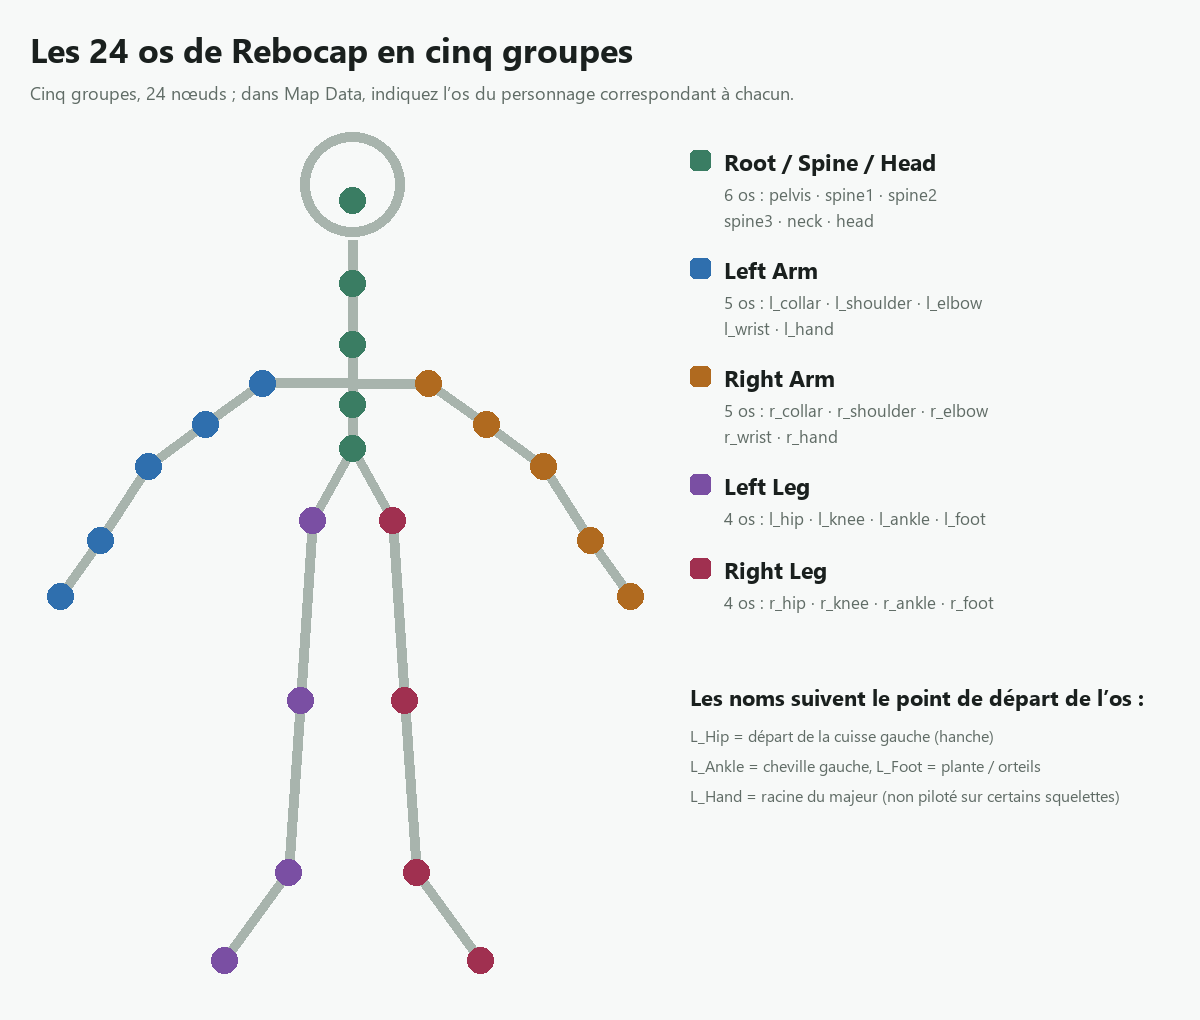 Les 24 os de Rebocap en cinq groupes
Cinq groupes, 24 nœuds ; dans Map Data, indiquez l’os du personnage correspondant à chacun.
Root / Spine / Head
6 os : pelvis · spine1 · spine2
spine3 · neck · head
Left Arm
5 os : l_collar · l_shoulder · l_elbow
l_wrist · l_hand
Right Arm
5 os : r_collar · r_shoulder · r_elbow
r_wrist · r_hand
Left Leg
4 os : l_hip · l_knee · l_ankle · l_foot
Right Leg
4 os : r_hip · r_knee · r_ankle · r_foot
Les noms suivent le point de départ de l’os :
L_Hip = départ de la cuisse gauche (hanche)
L_Ankle = cheville gauche, L_Foot = plante / orteils
L_Hand = racine du majeur (non piloté sur certains squelettes)